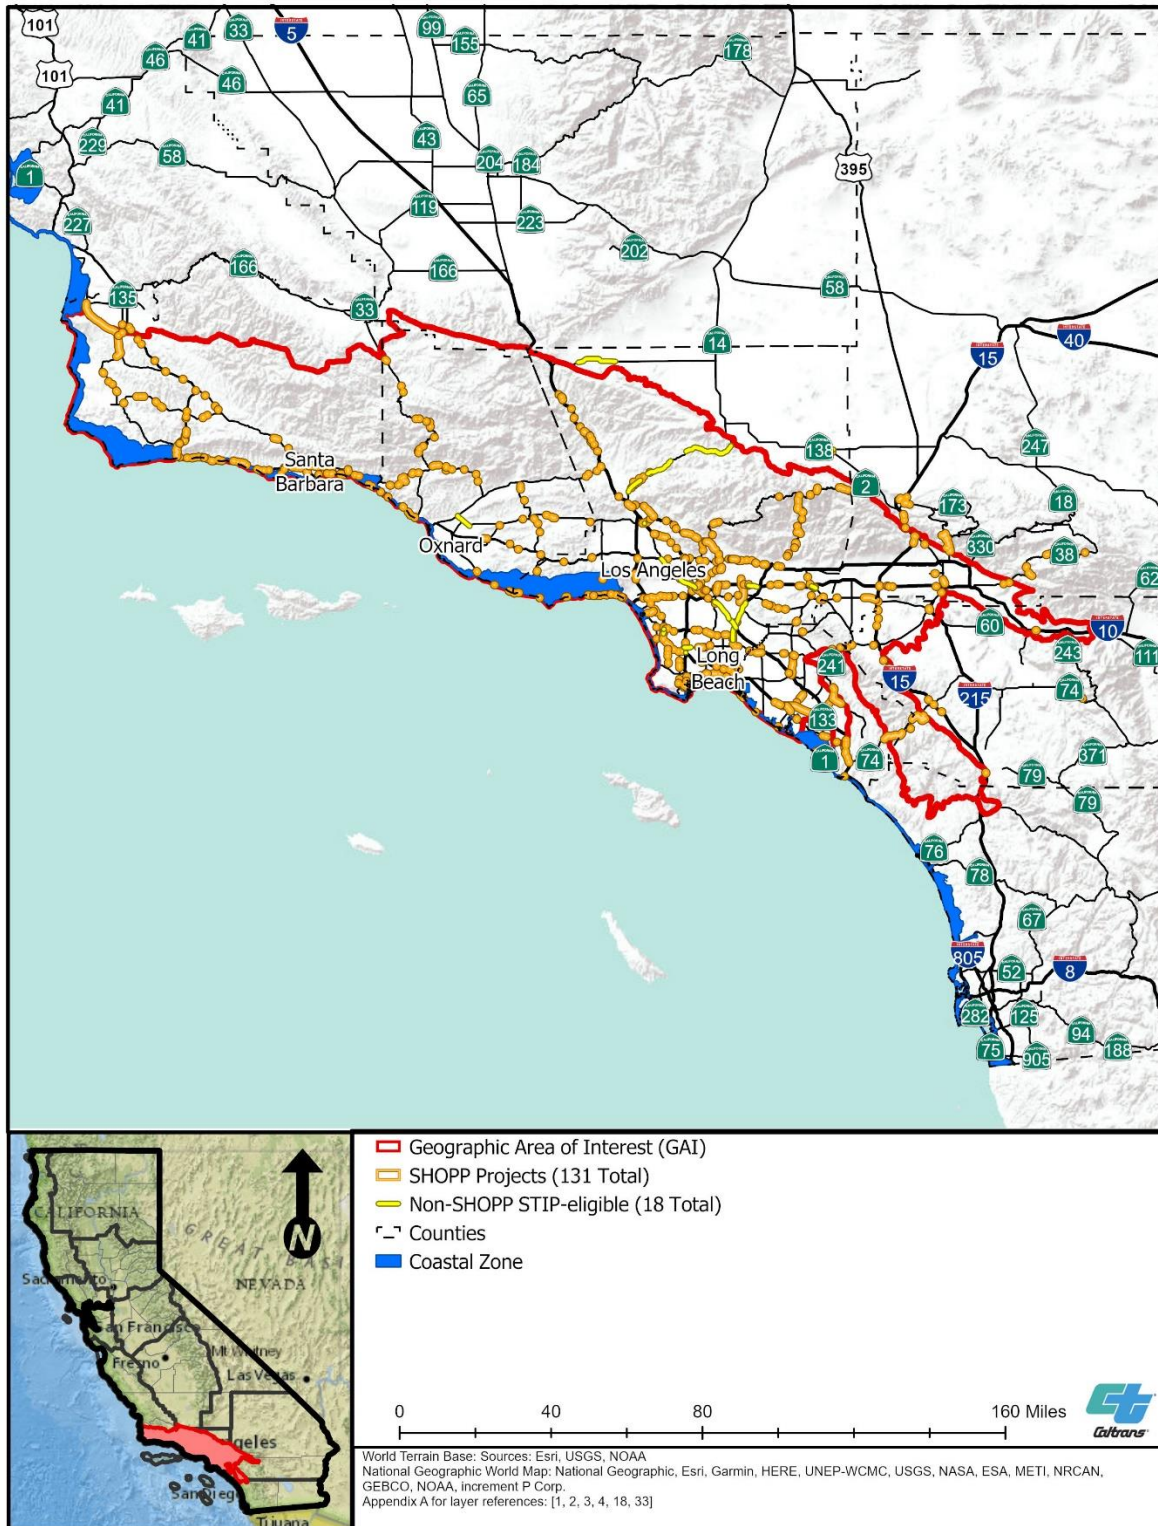 101
41
33
INTERSTATE
5
99
155
178
46
101
46
65
41
229
58
43
204
184
395
1
119
223
227
202
166
166
58
135
33
14
15
40
138
247
2
173
18
Santa
Barbara
330
38
Oxnard
Los Angeles
62
60
10
243
111
Long
Beach
241
15
215
74
133
1
74
371
79
79
76
78
67
805
52
8
282
125
94
75
905
188
CALIFORNIA
GREAT BASI
Sacramento
NEVADA
San Francisco
Mt Whitney
Fresno
Las Vegas
geles
San Diego
Tijuana
N
Geographic Area of Interest (GAI)
SHOPP Projects (131 Total)
Non-SHOPP STIP-eligible (18 Total)
Counties
Coastal Zone
0 40 80 160 Miles
Caltrans
World Terrain Base: Sources: Esri, USGS, NOAA
National Geographic World Map: National Geographic, Esri, Garmin, HERE, UNEP-WCMC, USGS, NASA, ESA, METI, NRCAN,
GEBCO, NOAA, increment P Corp.
Appendix A for layer references: [1, 2, 3, 4, 18, 33]